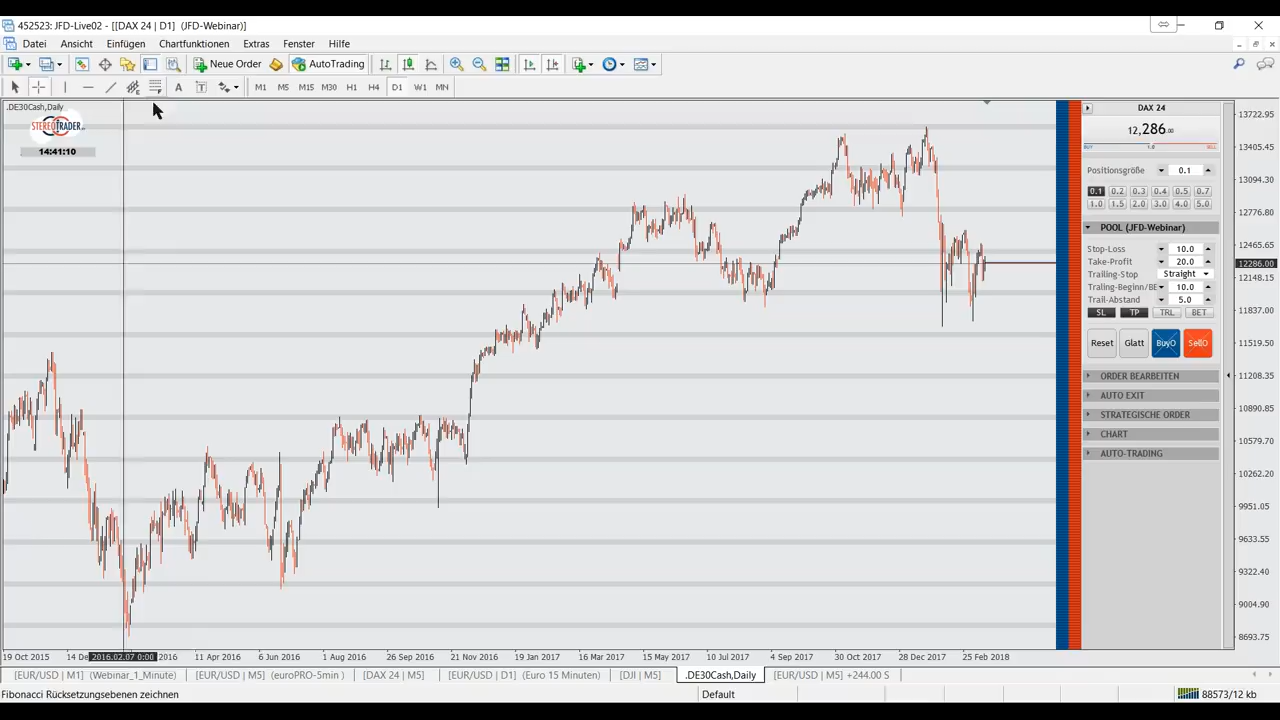 452523: JFD-Live02 - [[DAX 24 | D1] (JFD-Webinar)]
Datei Ansicht Einfügen Chartfunktionen Extras Fenster Hilfe
New Order AutoTrading
A T M1 M5 M15 M30 H1 H4 D1 W1 MN
.DE30Cash,Daily
STEREOTRADER
14:41:10
DAX 24
12,286.00
BUY 1.0 SELL
Positionsgröße 0.1
0.1 0.2 0.3 0.4 0.5 0.7
1.0 1.5 2.0 3.0 4.0 5.0
POOL (JFD-Webinar)
Stop-Loss 10.0
Take-Profit 20.0
Trailing-Stop Straight
Traling-Beginn/BE 10.0
Trail-Abstand 5.0
SL TP TRL BET
Reset Glatt BuyO SellO
ORDER BEARBEITEN
AUTO EXIT
STRATEGISCHE ORDER
CHART
AUTO-TRADING
13722.95
13405.45
13094.30
12776.80
12465.65
12286.00
12148.15
11837.00
11519.50
11208.35
10890.85
10579.70
10262.20
9951.05
9633.55
9322.40
9004.90
8693.75
19 Oct 2015 14 De 2016.02.07 0:00 2016 11 Apr 2016 6 Jun 2016 1 Aug 2016 26 Sep 2016 21 Nov 2016 19 Jan 2017 16 Mar 2017 15 May 2017 10 Jul 2017 4 Sep 2017 30 Oct 2017 28 Dec 2017 25 Feb 2018
[EUR/USD | M1] (Webinar_1_Minute) [EUR/USD | M5] (euroPRO-5min ) [DAX 24 | M5] [EUR/USD | D1] (Euro 15 Minuten) [DJI | M5] .DE30Cash,Daily [EUR/USD | M5] +244.00 S
Fibonacci Rücksetzungsebenen zeichnen Default 88573/12 kb